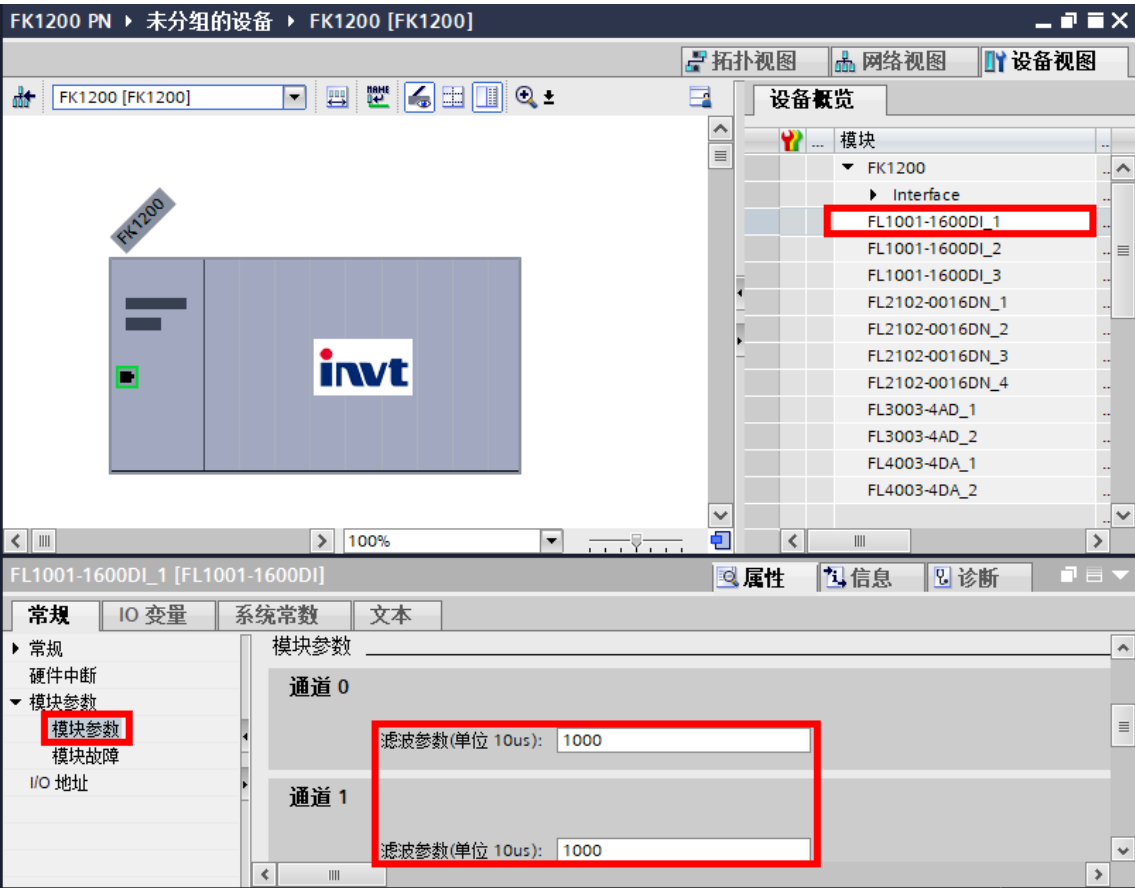 FK1200 PN ▸ 未分组的设备 ▸ FK1200 [FK1200]
拓扑视图 网络视图 设备视图
FK1200 [FK1200]
NAME
设备概览
... 模块 ..
FK1200 ..
Interface ..
FL1001-1600DI_1 ..
FL1001-1600DI_2 ..
FL1001-1600DI_3 ..
FL2102-0016DN_1 ..
FL2102-0016DN_2 ..
FL2102-0016DN_3 ..
FL2102-0016DN_4 ..
FL3003-4AD_1 ..
FL3003-4AD_2 ..
FL4003-4DA_1 ..
FL4003-4DA_2 ..
FK1200
invt
100%
FL1001-1600DI_1 [FL1001-1600DI]
属性 信息 诊断
常规 IO 变量 系统常数 文本
常规
硬件中断
模块参数
模块参数
模块故障
I/O 地址
模块参数
通道 0
滤波参数(单位 10us): 1000
通道 1
滤波参数(单位 10us): 1000